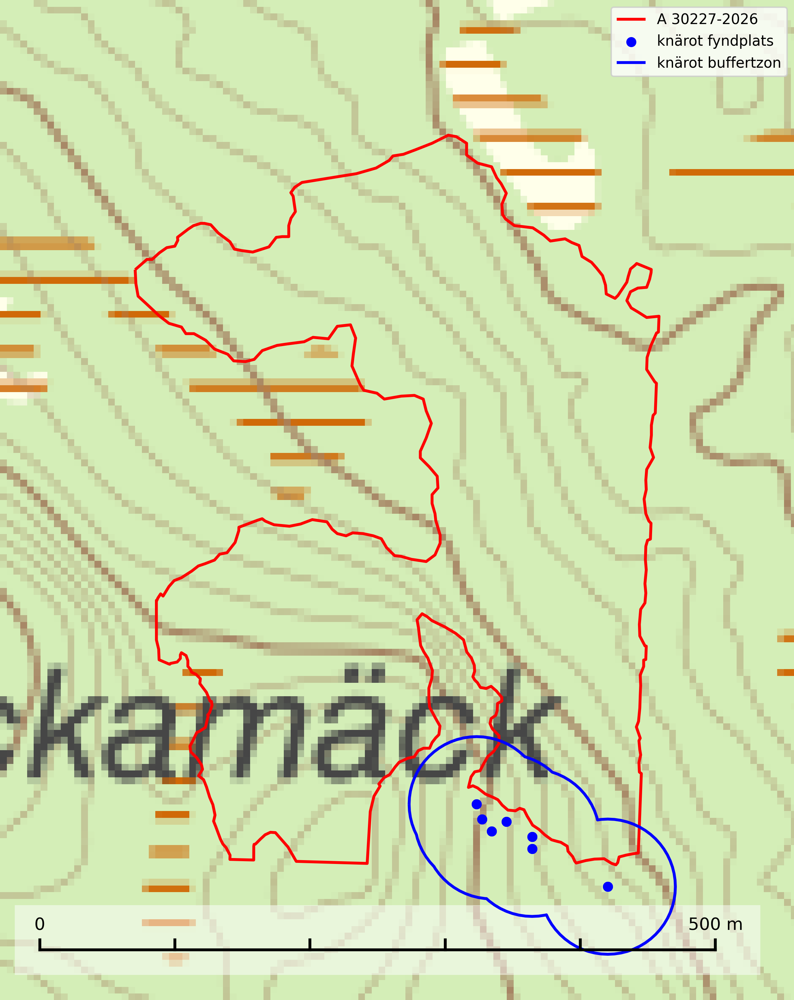 A 30227-2026
knärot fyndplats
knärot buffertzon
kamäck
0
500 m